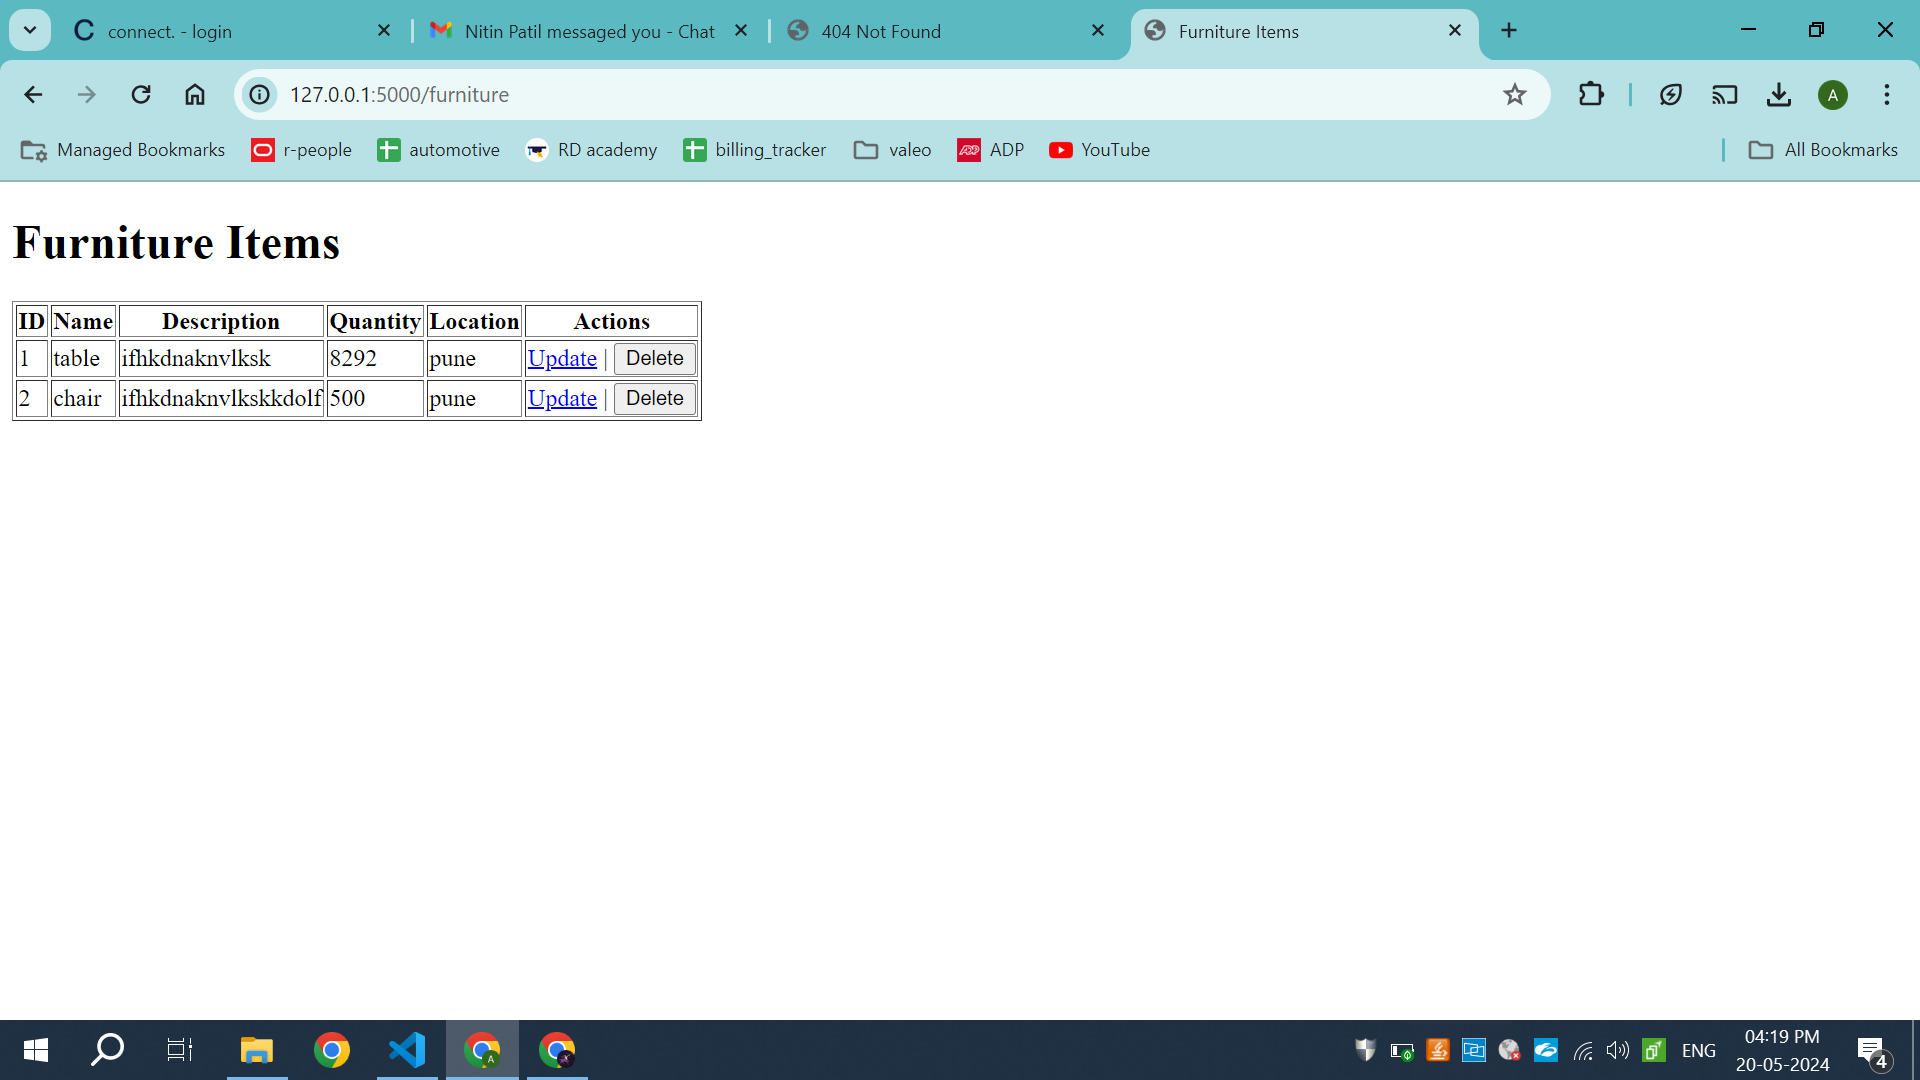 connect. - login
Nitin Patil messaged you - Chat
404 Not Found
Furniture Items
127.0.0.1:5000/furniture
A
Managed Bookmarks
r-people
automotive
RD academy
billing_tracker
valeo
ADP
YouTube
All Bookmarks
Furniture Items
ID Name Description Quantity Location Actions
1 table ifhkdnaknvlksk 8292 pune Update | Delete
2 chair ifhkdnaknvlkskkdolf 500 pune Update | Delete
ENG
04:19 PM
20-05-2024
4